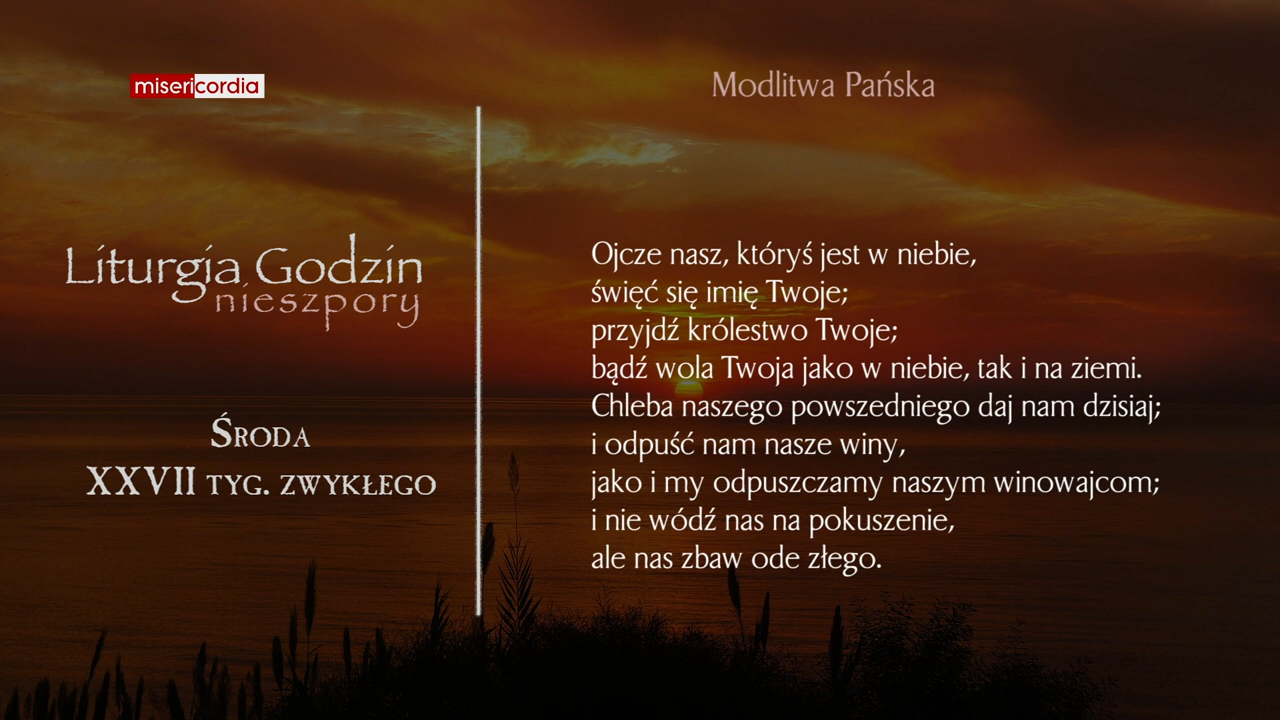 misericordia
Liturgia Godzin
nieszpory
Środa
XXVII tyg. zwykłego
Modlitwa Pańska
Ojcze nasz, któryś jest w niebie,
święć się imię Twoje;
przyjdź królestwo Twoje;
bądź wola Twoja jako w niebie, tak i na ziemi.
Chleba naszego powszedniego daj nam dzisiaj;
i odpuść nam nasze winy,
jako i my odpuszczamy naszym winowajcom;
i nie wódź nas na pokuszenie,
ale nas zbaw ode złego.